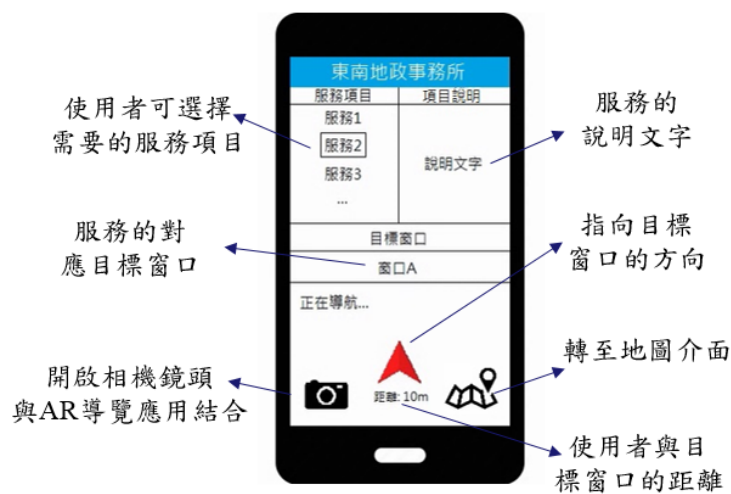 東南地政事務所
服務項目
項目說明
服務1
服務2
服務3
...
說明文字
目標窗口
窗口A
正在導航...
距離: 10m
使用者可選擇
需要的服務項目
服務的對
應目標窗口
開啟相機鏡頭
與AR導覽應用結合
服務的
說明文字
指向目標
窗口的方向
轉至地圖介面
使用者與目
標窗口的距離